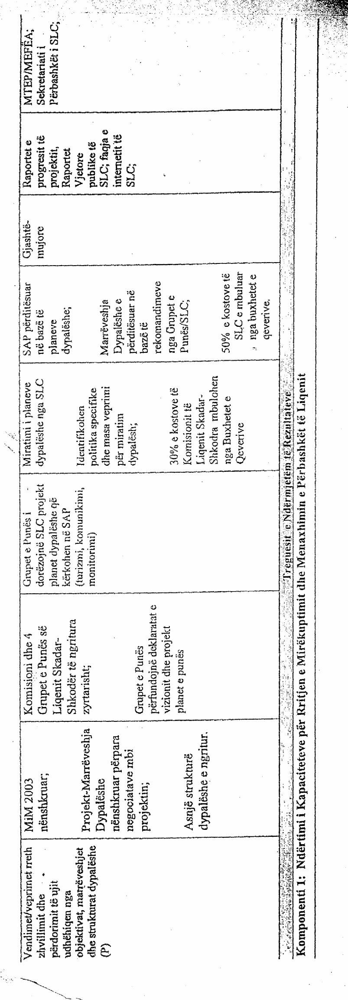 Vendimet/veprimet rreth
zhvillimit dhe
përdorimit të ujit
udhëhiqen nga
objektivat, marrëveshjet
dhe strukturat dypalëshe
(P)
MiM 2003
nënshkruar;
Projekt-Marrëveshja
Dypalëshe
nënshkruar përpara
negociatave mbi
projektin;
Asnjë strukturë
dypalëshe e ngritur.
Komisioni dhe 4
Grupet e Punës së
Liqenit Skadar-
Shkodër të ngritura
zyrtarisht;
Grupet e Punës
përfundojnë deklaratat e
vizionit dhe projekt
planet e punës
Grupet e Punës i
dorëzojnë SLC projekt
planet dypalëshe që
kërkohen në SAP
(turizmi, komunikimi,
monitorimi)
Miratimi i planeve
dypalëshe nga SLC
Identifikohen
politika specifike
dhe masa veprimi
për miratim
dypalësh;
30% e kostove të
Komisionit të
Liqenit Skadar-
Shkodra mbulohen
nga Buxhetet e
Qeverive
SAP përditësuar
në bazë të
planeve
dypalëshe;
Marrëveshja
Dypalëshe e
përditësuar në
bazë të
rekomandimeve
nga Grupet e
Punës/SLC;
50% e kostove të
SLC e mbuluar
nga buxhetet e
qeverive.
Gjashtë-
mujore
Raportet e
progresit të
projektit,
Raportet
Vjetore
publike të
SLC; faqja e
internetit të
SLC;
MTEP/MEFEA;
Sekretariati i
Përbashkët i SLC;
Treguesit e Ndërmjetëm të Rezultateve
Komponenti 1: Ndërtimi i Kapaciteteve për Rritjen e Mirëkuptimit dhe Menaxhimin e Përbashkët të Liqenit